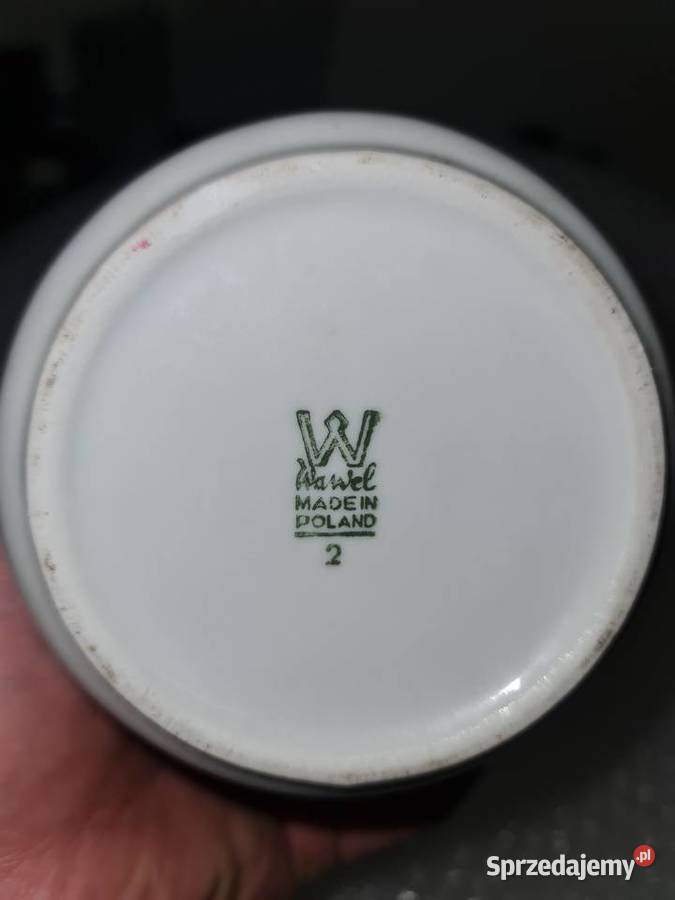 W
Wawel
MADE IN
POLAND
2
Sprzedajemy.pl